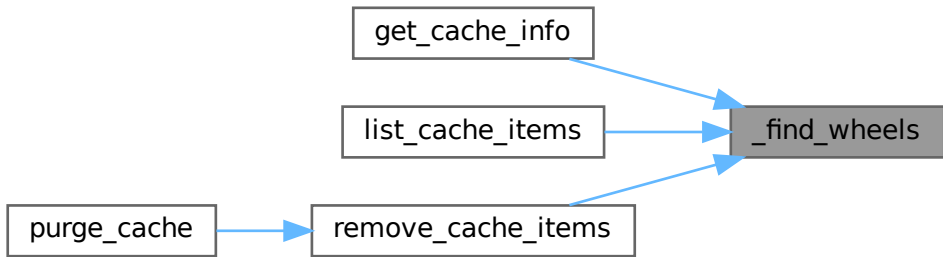 get_cache_info
list_cache_items
_find_wheels
purge_cache
remove_cache_items